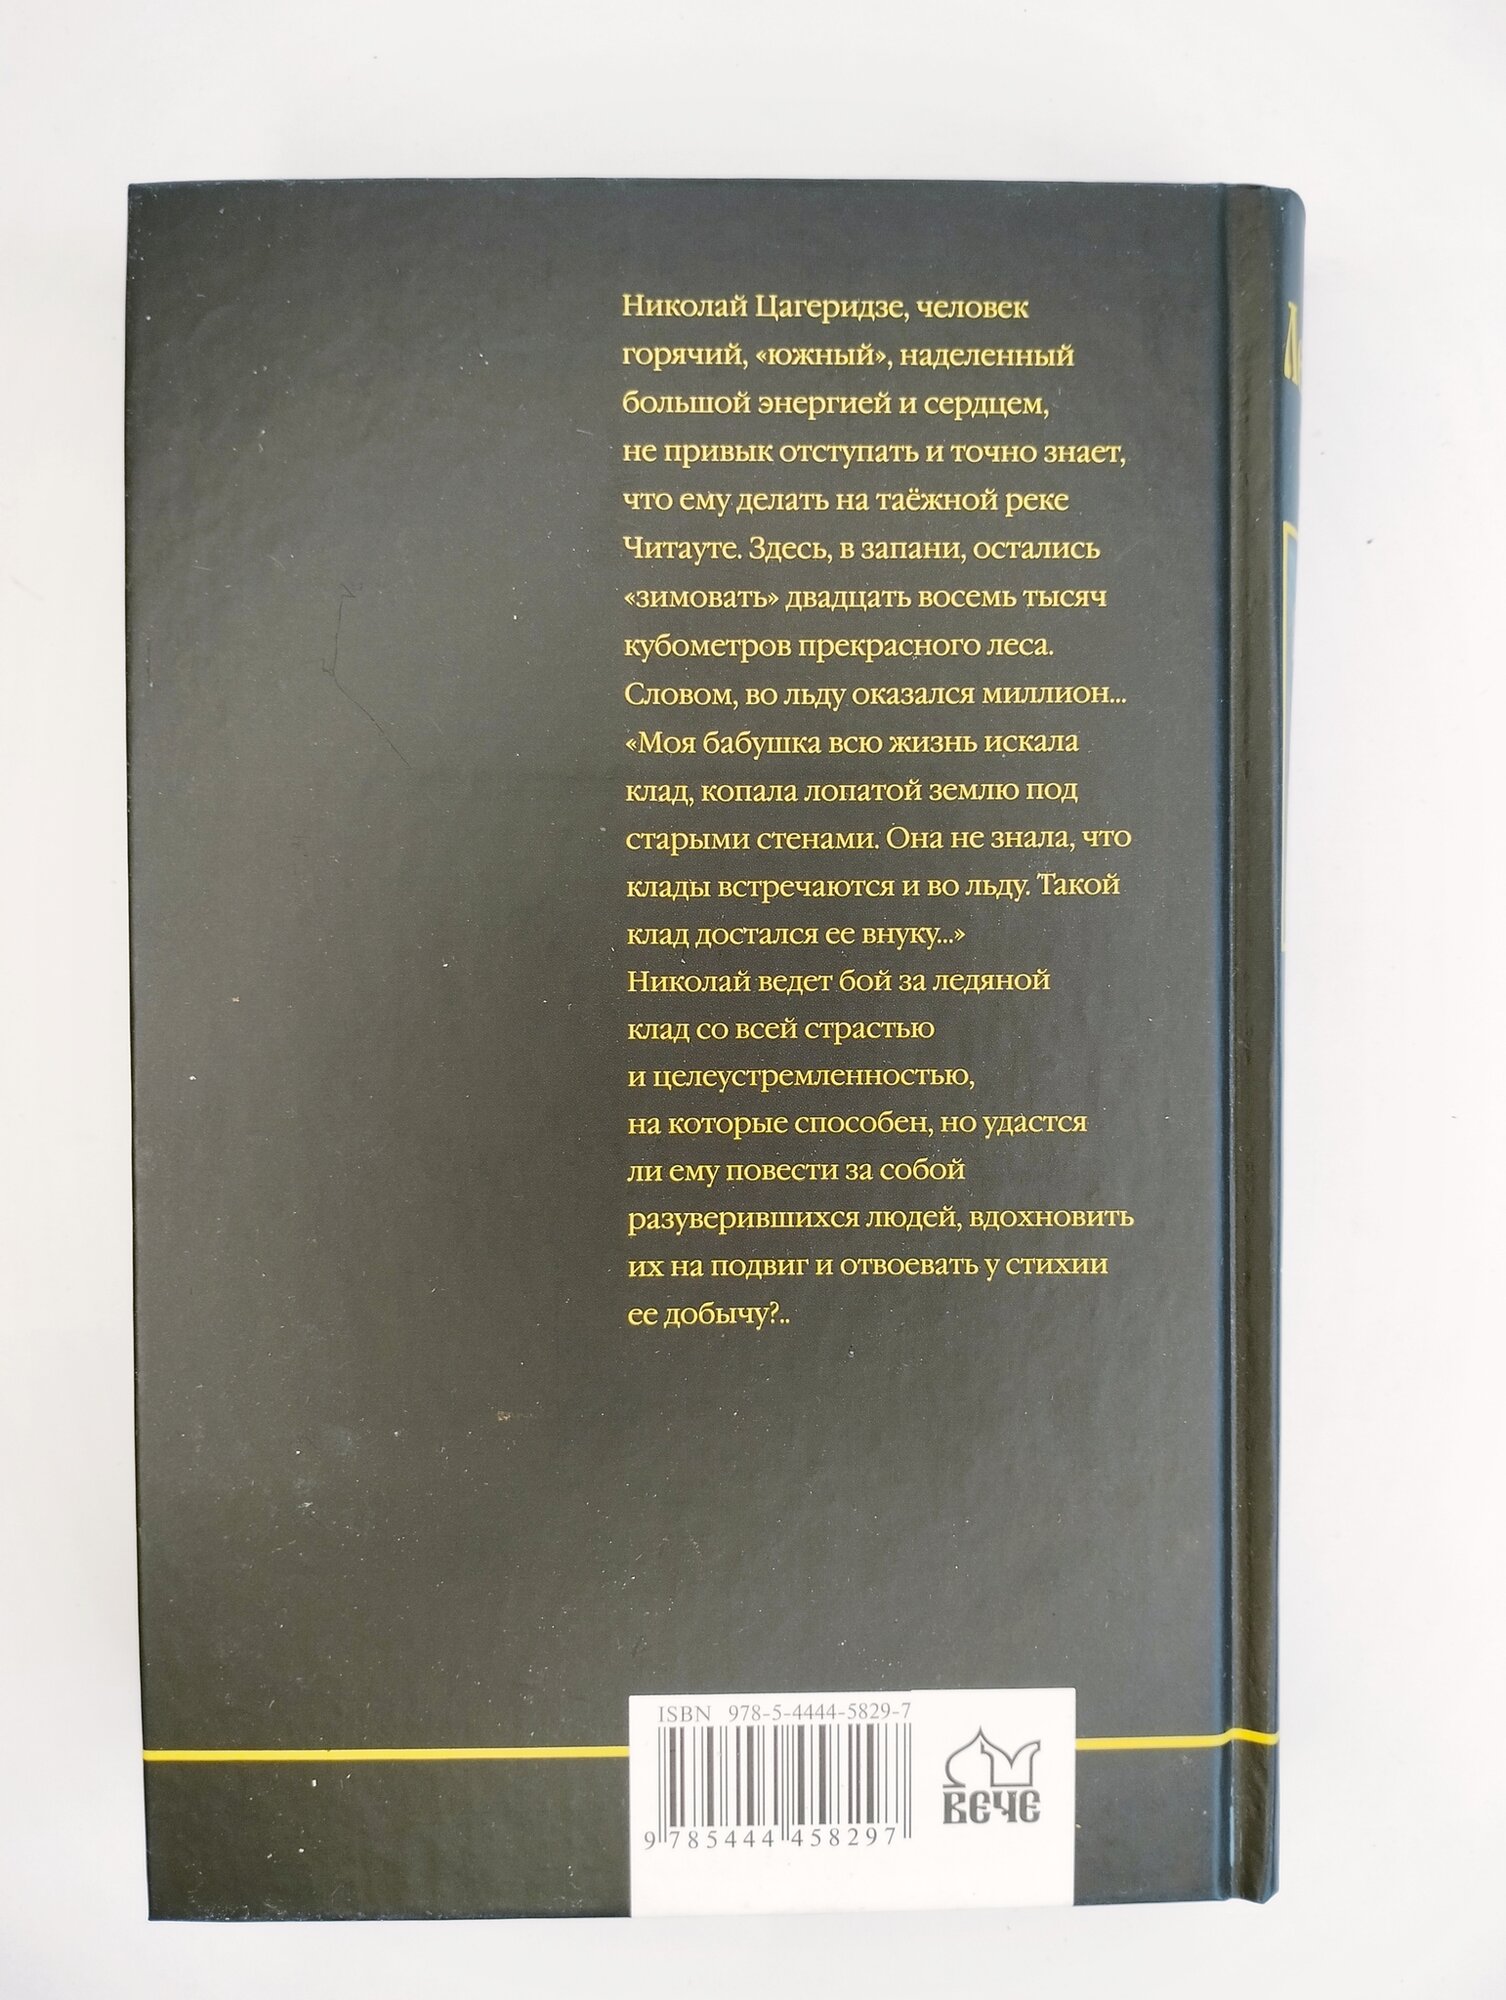 Николай Цагеридзе, человек
горячий, «южный», наделенный
большой энергией и сердцем,
не привык отступать и точно знает,
что ему делать на таёжной реке
Читауте. Здесь, в запани, остались
«зимовать» двадцать восемь тысяч
кубометров прекрасного леса.
Словом, во льду оказался миллион...
«Моя бабушка всю жизнь искала
клад, копала лопатой землю под
старыми стенами. Она не знала, что
клады встречаются и во льду. Такой
клад достался ее внуку...»
Николай ведет бой за ледяной
клад со всей страстью
и целеустремленностью,
на которые способен, но удастся
ли ему повести за собой
разуверившихся людей, вдохновить
их на подвиг и отвоевать у стихии
ее добычу?..
ISBN 978-5-4444-5829-7
9 785444 458297
ВЕЧЕ